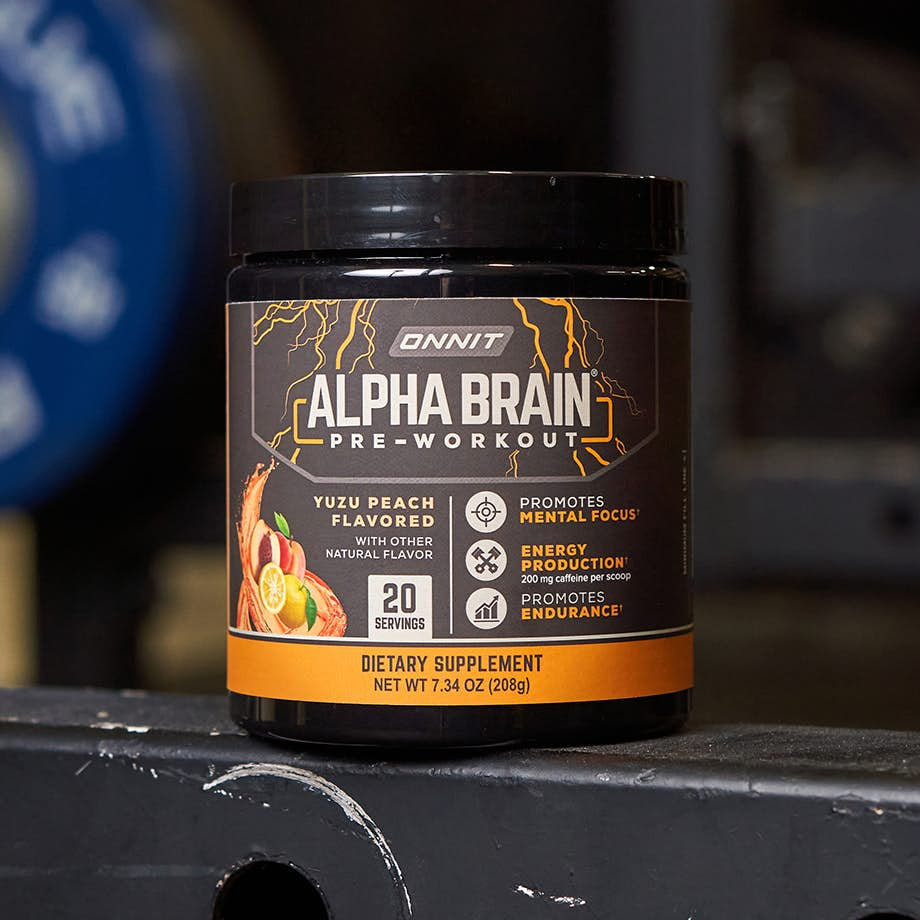 ONNIT
ALPHA BRAIN®
PRE-WORKOUT
YUZU PEACH
FLAVORED
WITH OTHER
NATURAL FLAVOR
20
SERVINGS
PROMOTES
MENTAL FOCUS†
ENERGY
PRODUCTION†
200 mg caffeine per scoop
PROMOTES
ENDURANCE†
DIETARY SUPPLEMENT
NET WT 7.34 OZ (208g)